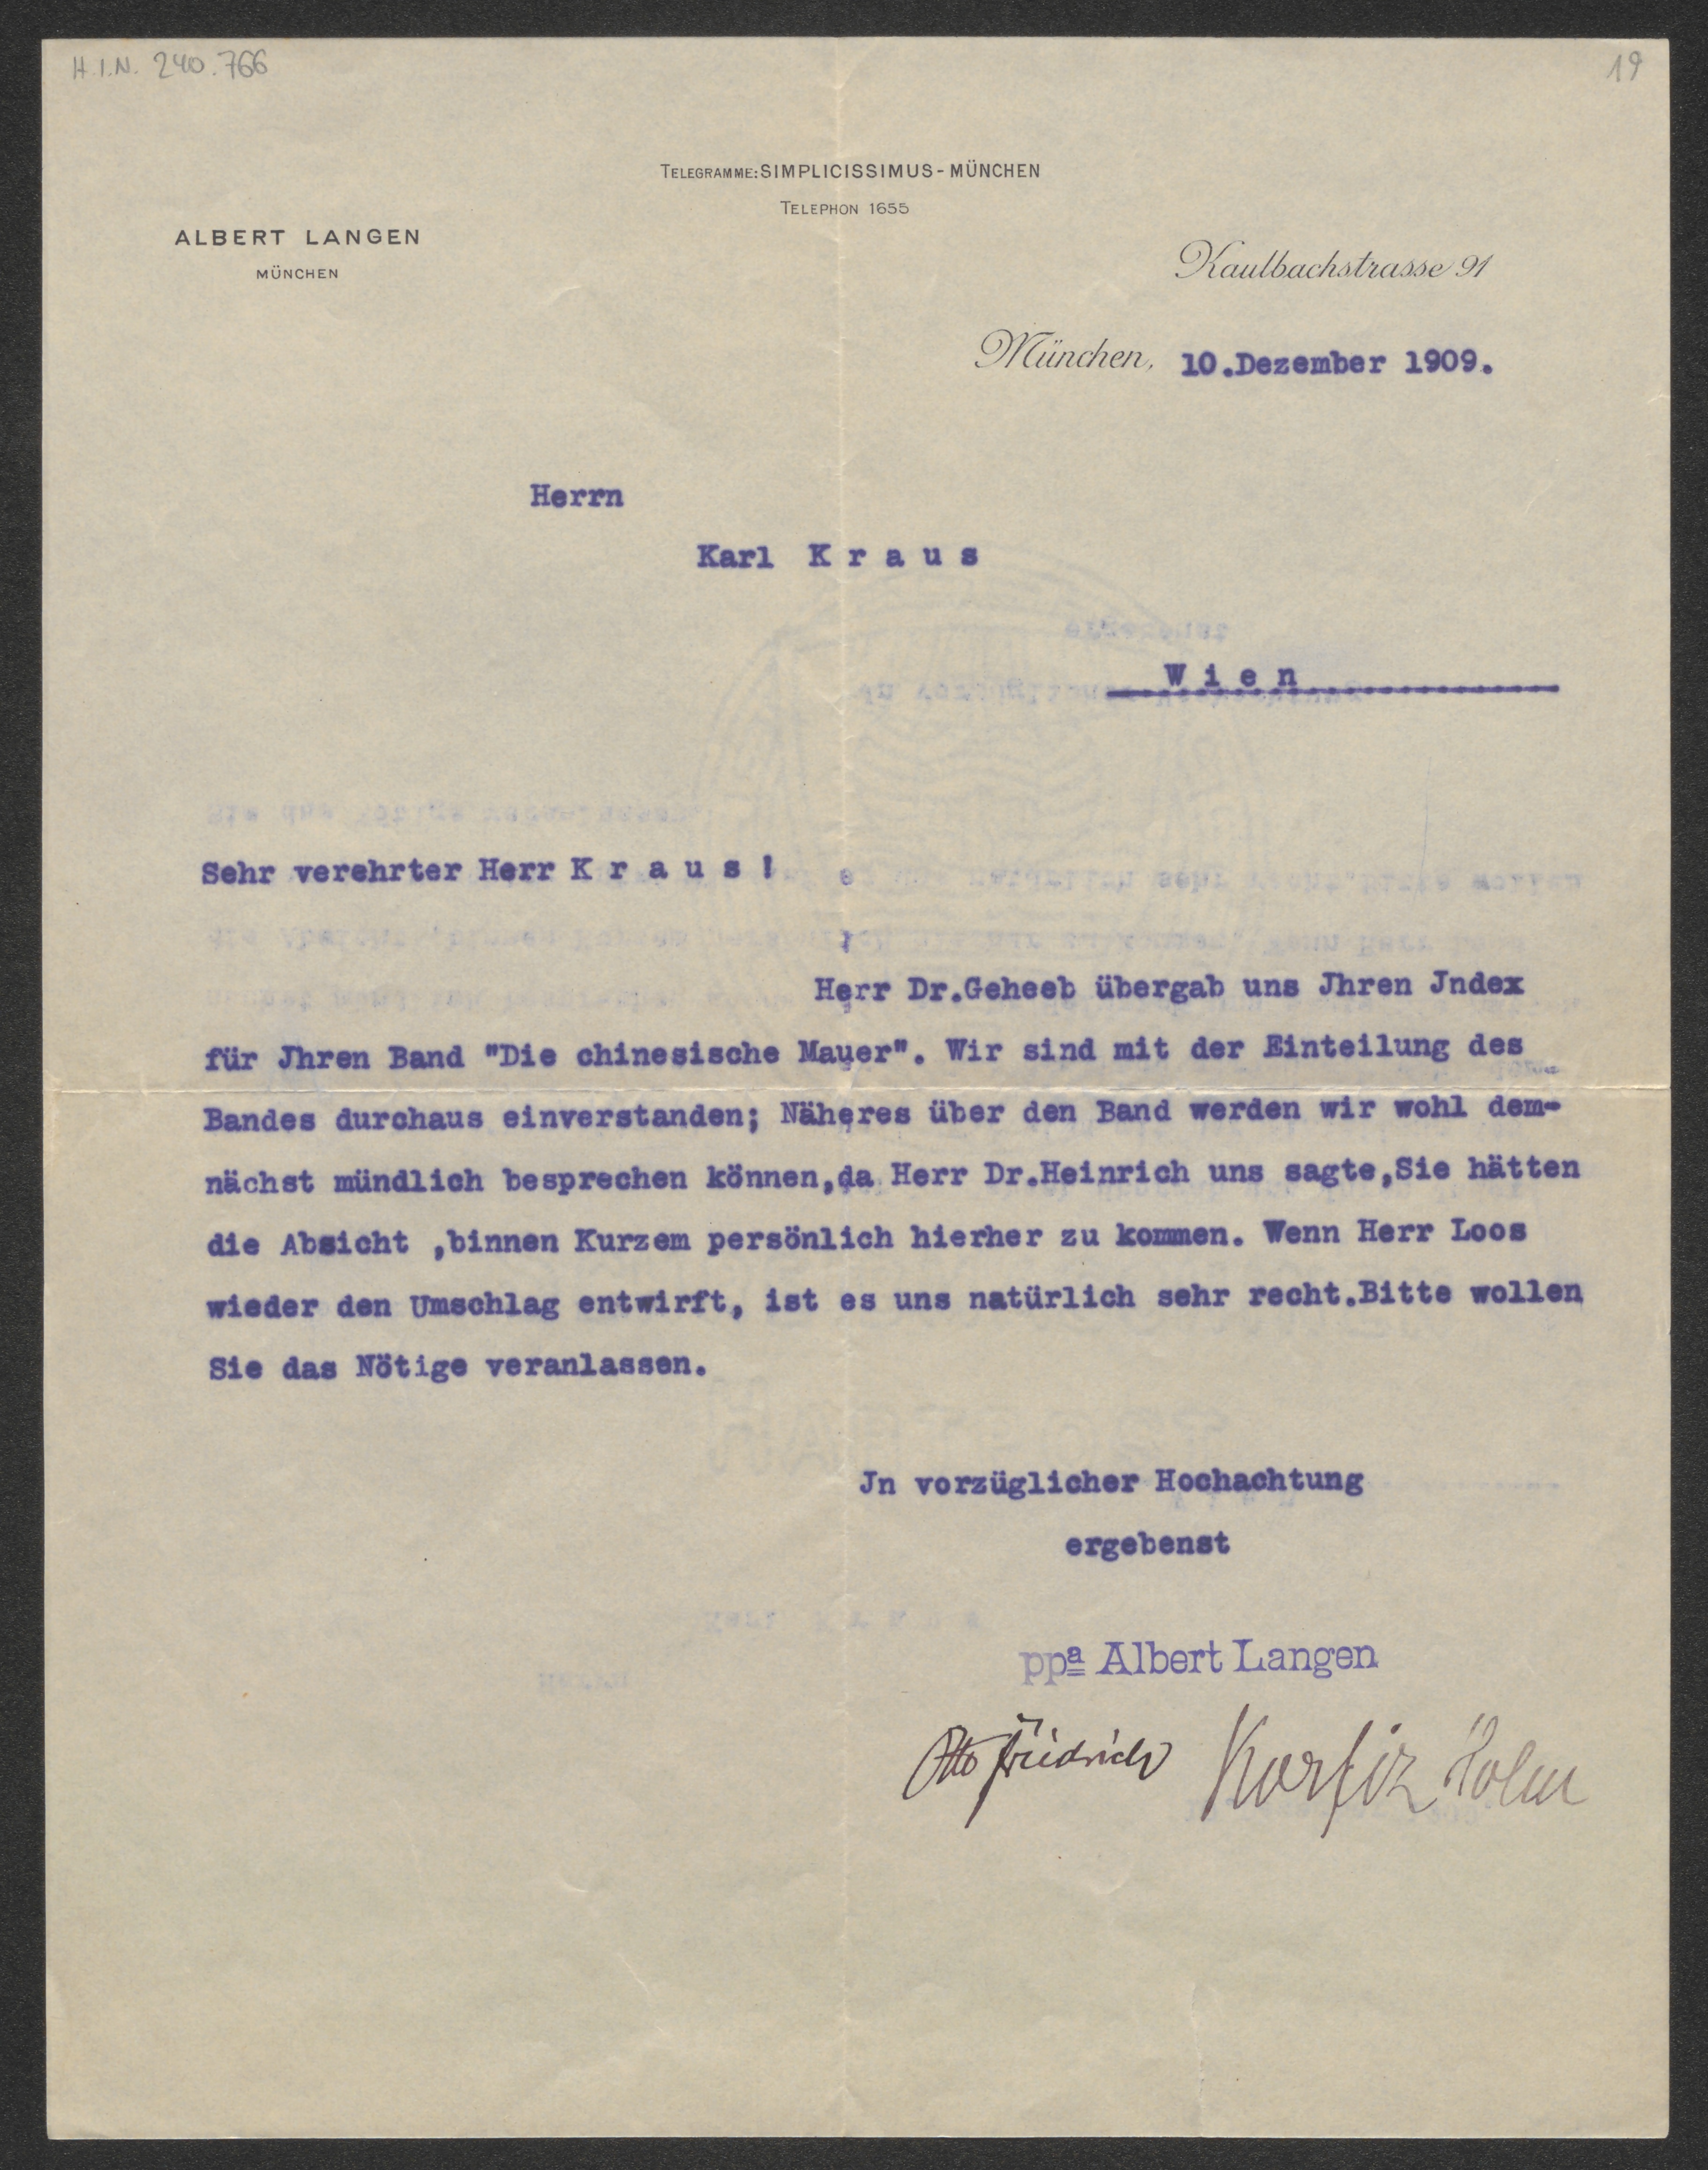 H.I.N. 240.766
19
TELEGRAMME: SIMPLICISSIMUS - MÜNCHEN
TELEPHON 1655
ALBERT LANGEN
MÜNCHEN
Kaulbachstrasse 91
München, 10.Dezember 1909.
Herrn
Karl K r a u s
W i e n
Sehr verehrter Herr K r a u s !
Herr Dr.Geheeb übergab uns Jhren Jndex
für Jhren Band "Die chinesische Mauer". Wir sind mit der Einteilung des
Bandes durchaus einverstanden; Näheres über den Band werden wir wohl dem-
nächst mündlich besprechen können,da Herr Dr.Heinrich uns sagte,Sie hätten
die Absicht ,binnen Kurzem persönlich hierher zu kommen. Wenn Herr Loos
wieder den Umschlag entwirft, ist es uns natürlich sehr recht.Bitte wollen
Sie das Nötige veranlassen.
Jn vorzüglicher Hochachtung
ergebenst
ppa Albert Langen
Otto Friedrich Korfiz Holm